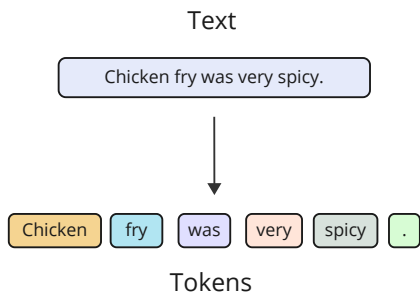 Text
Chicken fry was very spicy.
Chicken fry was very spicy .
Tokens